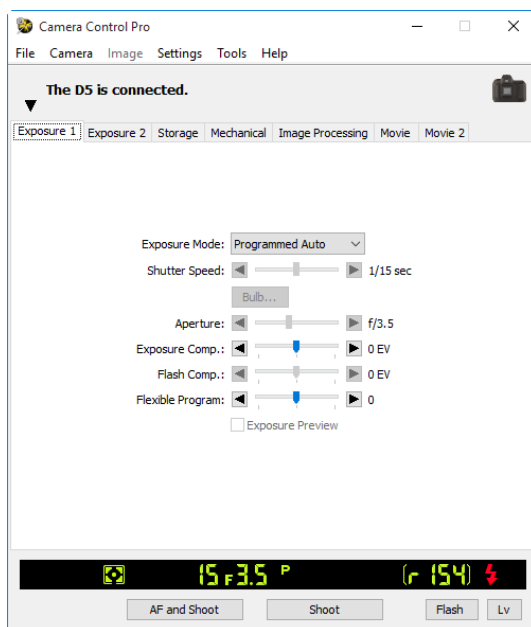 Camera Control Pro
File Camera Image Settings Tools Help
The D5 is connected.
Exposure 1 Exposure 2 Storage Mechanical Image Processing Movie Movie 2
Exposure Mode: Programmed Auto
Shutter Speed: 1/15 sec
Bulb...
Aperture: f/3.5
Exposure Comp.: 0 EV
Flash Comp.: 0 EV
Flexible Program: 0
Exposure Preview
15 F3.5 P (r 154)
AF and Shoot Shoot Flash Lv